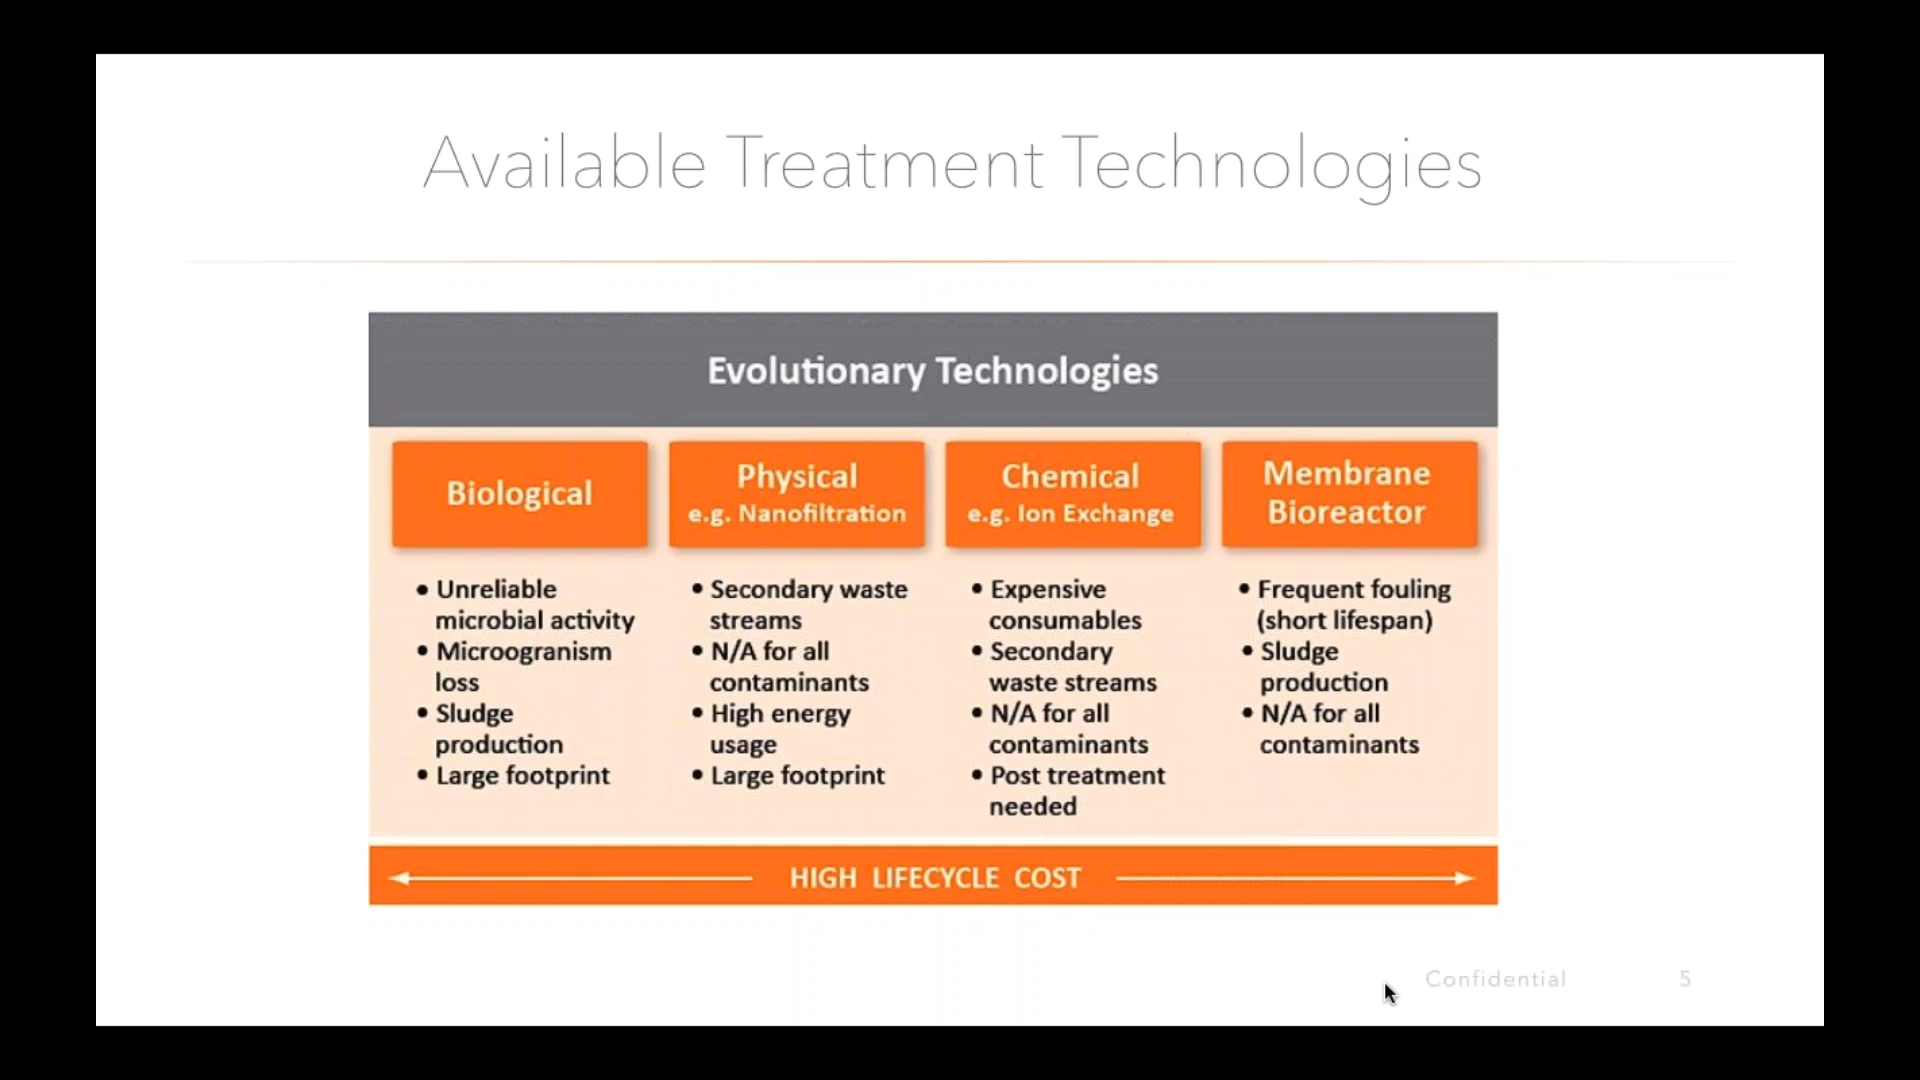 Available Treatment Technologies
Evolutionary Technologies
Biological
• Unreliable
microbial activity
• Microogranism
loss
• Sludge
production
• Large footprint
Physical
e.g. Nanofiltration
• Secondary waste
streams
• N/A for all
contaminants
• High energy
usage
• Large footprint
Chemical
e.g. Ion Exchange
• Expensive
consumables
• Secondary
waste streams
• N/A for all
contaminants
• Post treatment
needed
Membrane
Bioreactor
• Frequent fouling
(short lifespan)
• Sludge
production
• N/A for all
contaminants
HIGH LIFECYCLE COST
Confidential
5